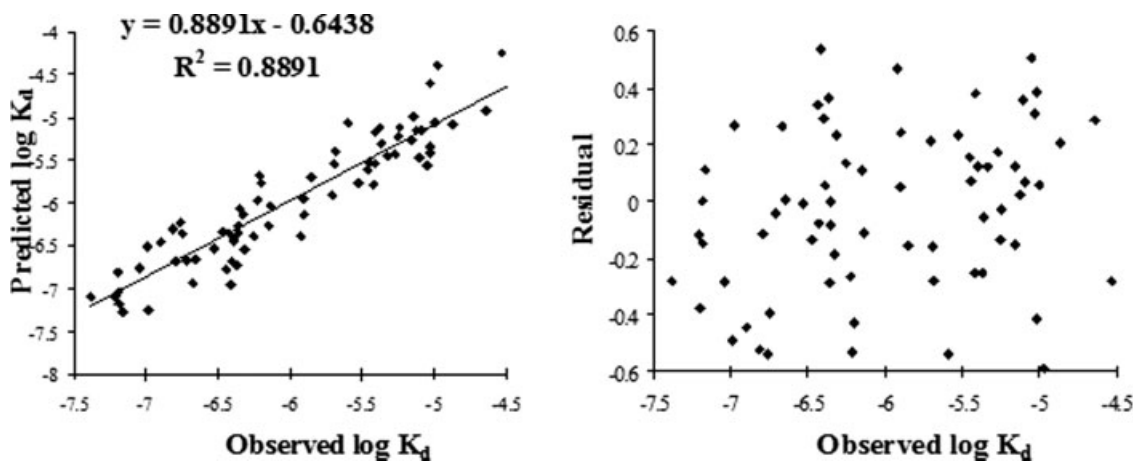 y = 0.8891x - 0.6438
R² = 0.8891
Predicted log Kd
-4
-4.5
-5
-5.5
-6
-6.5
-7
-7.5
-8
-7.5 -7 -6.5 -6 -5.5 -5 -4.5
Observed log Kd
Residual
0.6
0.4
0.2
0
-0.2
-0.4
-0.6
-7.5 -7 -6.5 -6 -5.5 -5 -4.5
Observed log Kd